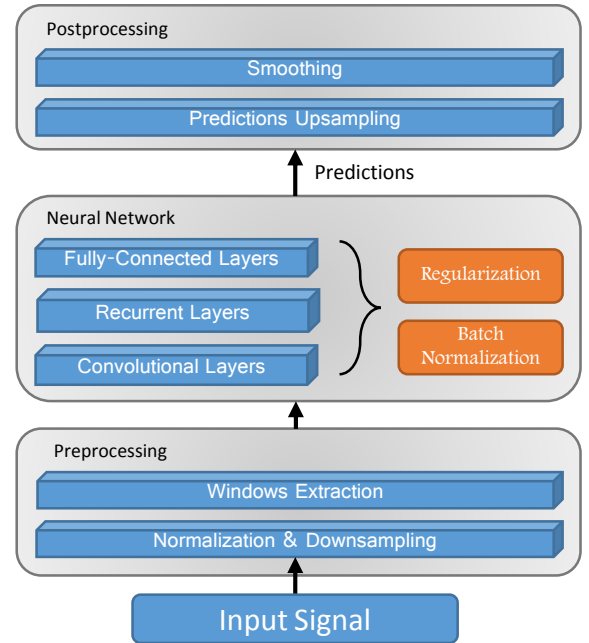 Postprocessing
Smoothing
Predictions Upsampling
Predictions
Neural Network
Fully-Connected Layers
Recurrent Layers
Convolutional Layers
Regularization
Batch
Normalization
Preprocessing
Windows Extraction
Normalization & Downsampling
Input Signal